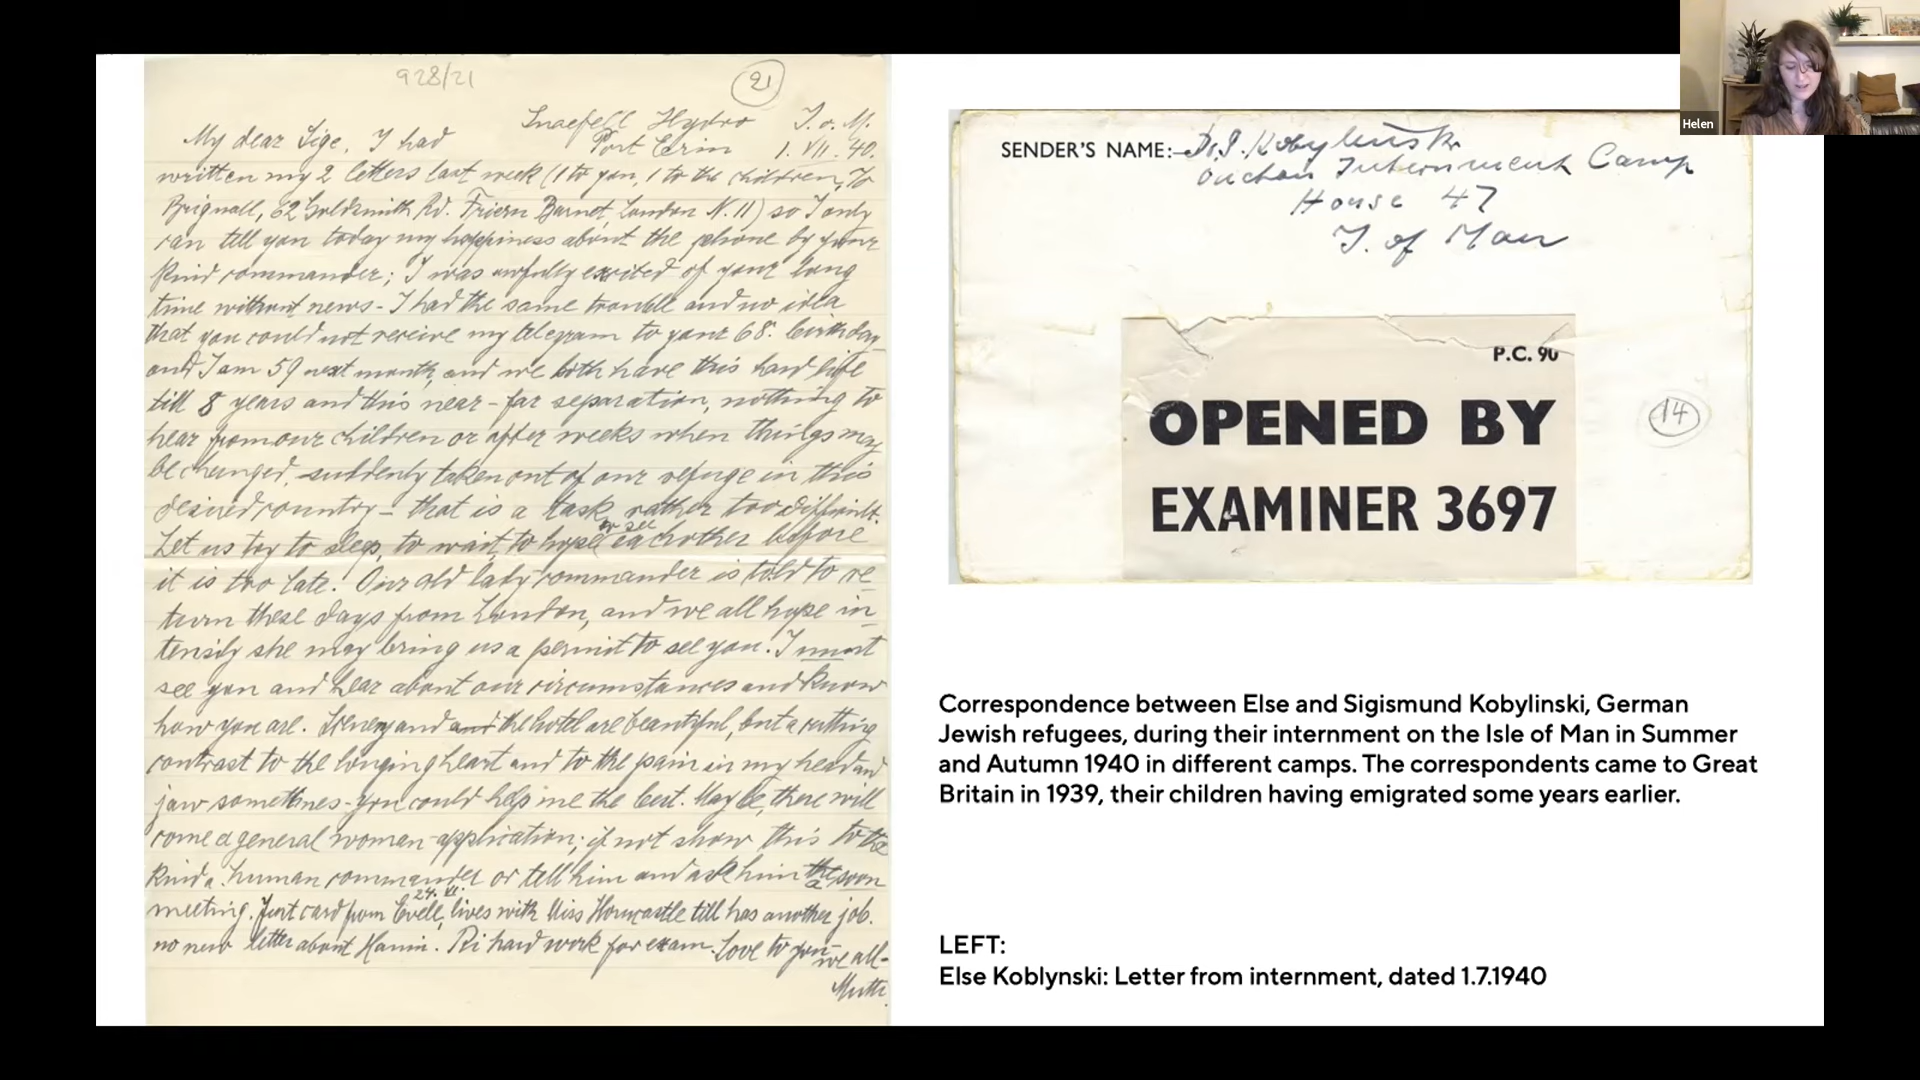 928/21
21
Snaefell Hydro I.o.M.
Port Erin 1.VII.40.
My dear Sige, I had
written my 2 letters last week (1 to you, 1 to the children, To
Brignall, 62 Goldsmith Rd. Friern Barnet, London N.11) so I only
can tell you today my happiness about the phone by your
kind commander; I was awfully excited of your long
time without news - I had the same trouble and no idea
that you could not receive my telegram to your 68. birthday
and I am 59 next month, and we both have this hard life
till 8 years and this near-far separation, nothing to
hear from our children or after weeks when things may
be changed, suddenly taken out of our refuge in this
desired country - that is a task rather too difficult.
Let us try to sleep, to wait, to hope to see eachother before
it is too late! Our old lady commander is told to re-
turn these days from London, and we all hope in-
tensily she may bring us a permit to see you! I must
see you and hear about our circumstances and know
how you are. and and the hotel are beautiful, but a cutting
contrast to the longing heart and to the pain in my head and
jaw sometimes - you could help me the best. May be, there will
come a general woman-application; if not show this to the
kind a. human commander or tell him and ask him the a soon
meeting. Just card from Evell, 24.VI. lives with Miss Horncastle till has another job.
no new letter about Hanni. Ri hard work for exam. Love to you
we all -
Mutti.
SENDER'S NAME:- Dr. S. Kobylinski
Internment Camp
House 47
I. of Man
P.C. 90
OPENED BY
EXAMINER 3697
14
Helen
Correspondence between Else and Sigismund Kobylinski, German
Jewish refugees, during their internment on the Isle of Man in Summer
and Autumn 1940 in different camps. The correspondents came to Great
Britain in 1939, their children having emigrated some years earlier.
LEFT:
Else Koblynski: Letter from internment, dated 1.7.1940